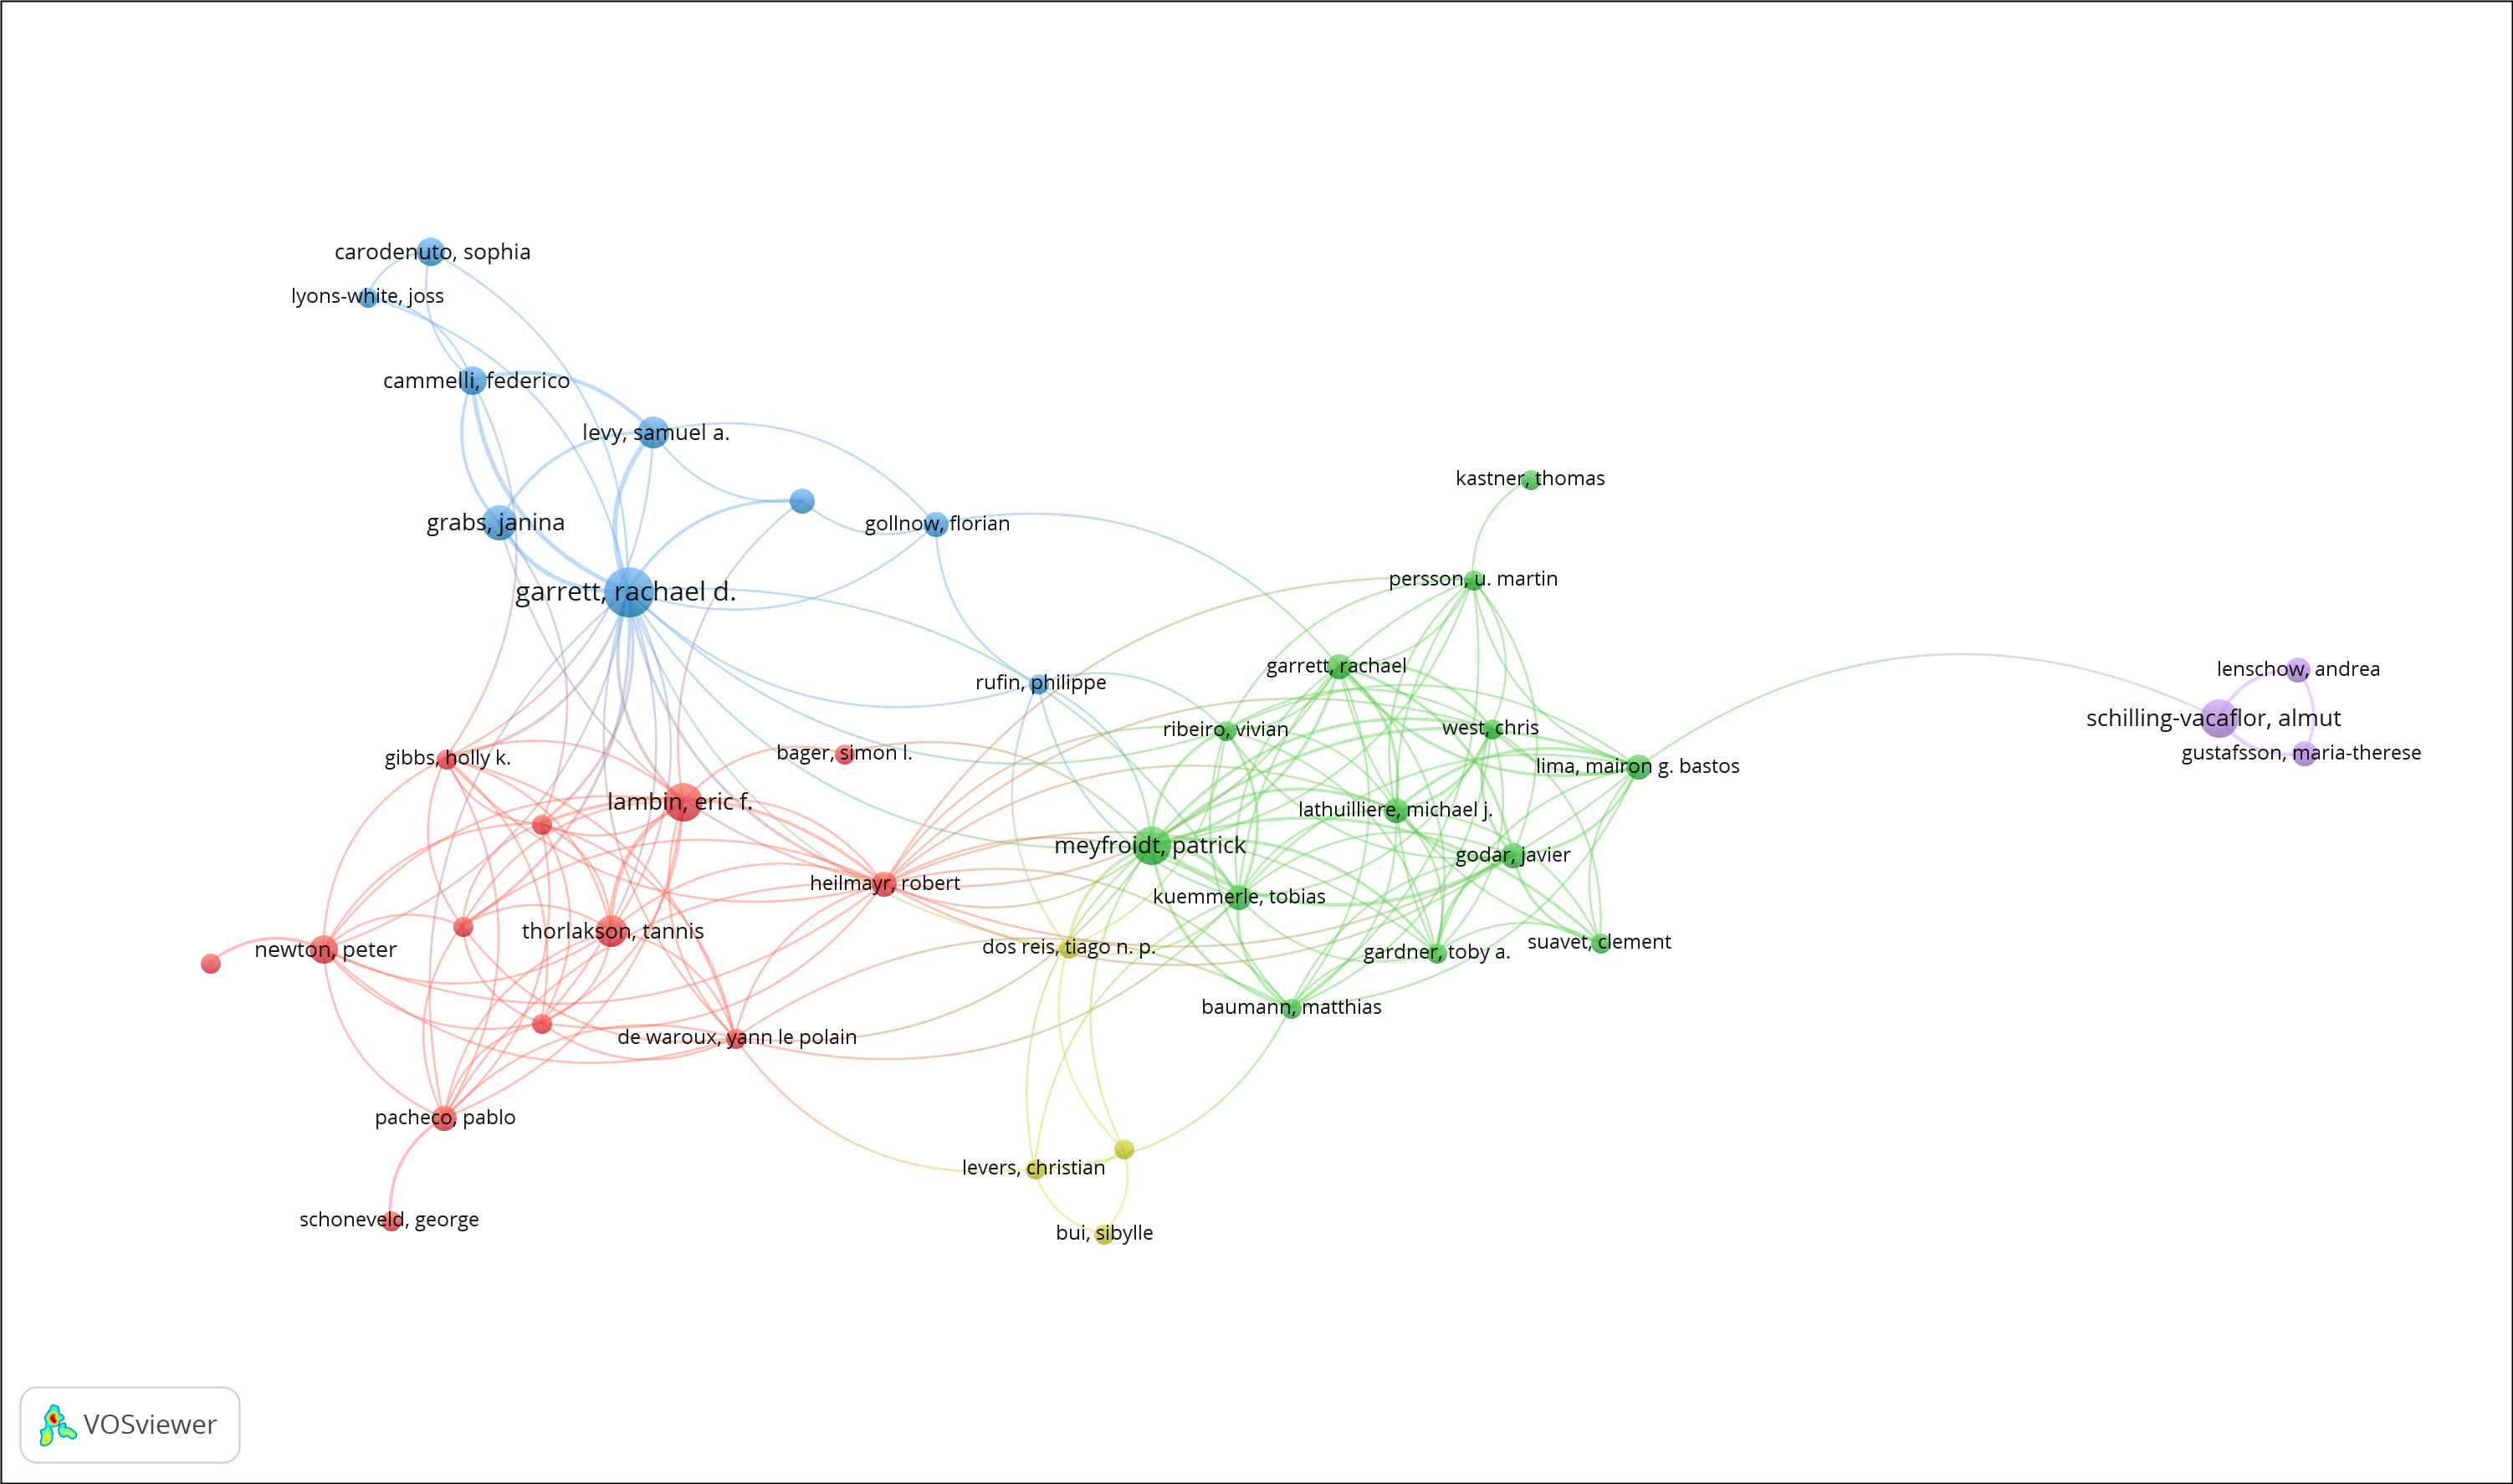 carodenuto, sophia
lyons-white, joss
cammelli, federico
levy, samuel a.
kastner, thomas
grabs, janina
gollnow, florian
persson, u. martin
garrett, rachael d.
garrett, rachael
lenschow, andrea
rufin, philippe
schilling-vacaflor, almut
ribeiro, vivian
west, chris
gibbs, holly k.
bager, simon l.
gustafsson, maria-therese
lima, mairon g. bastos
lambin, eric f.
lathuilliere, michael j.
meyfroidt, patrick
godar, javier
heilmayr, robert
kuemmerle, tobias
thorlakson, tannis
newton, peter
dos reis, tiago n. p.
gardner, toby a.
suavet, clement
baumann, matthias
de waroux, yann le polain
pacheco, pablo
levers, christian
schoneveld, george
bui, sibylle
VOSviewer